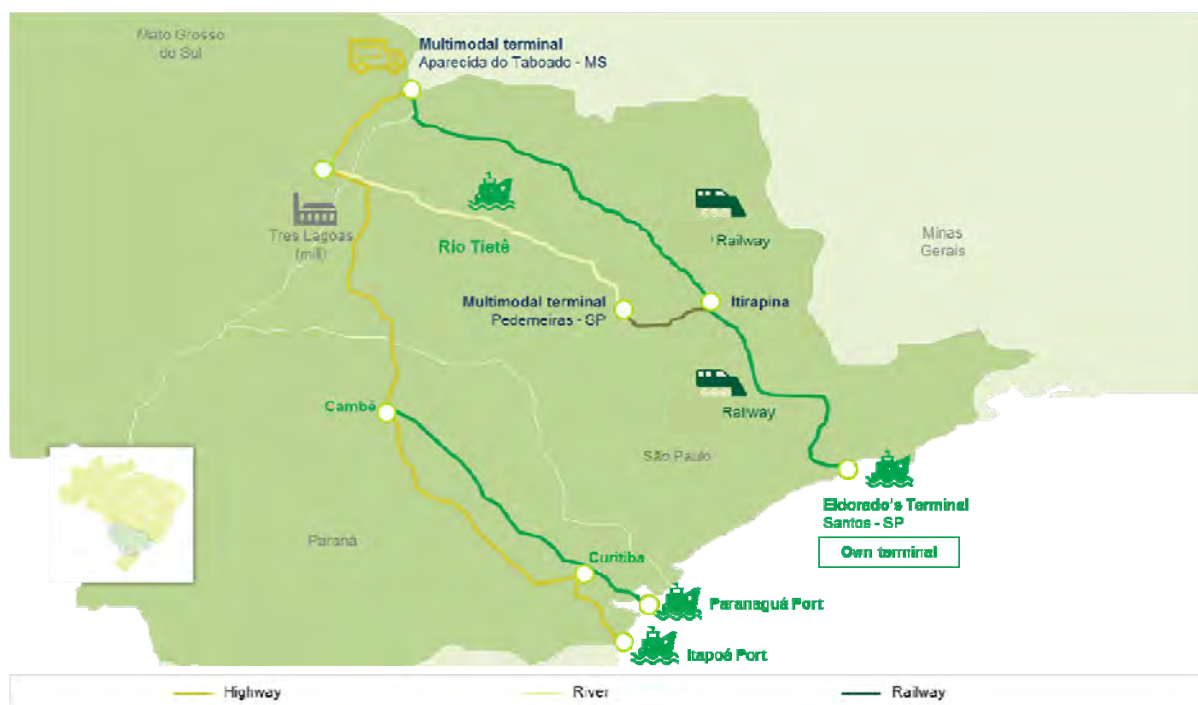 Mato Grosso
do Sul
Multimodal terminal
Aparecida do Taboado - MS
Tres Lagoas
(mill)
Rio Tietê
Railway
Minas
Gerais
Multimodal terminal
Pederneiras - SP
Itirapina
Railway
Cambé
São Paulo
Eldorado's Terminal
Santos - SP
Own terminal
Paraná
Curitiba
Paranaguá Port
Itapoá Port
Highway
River
Railway